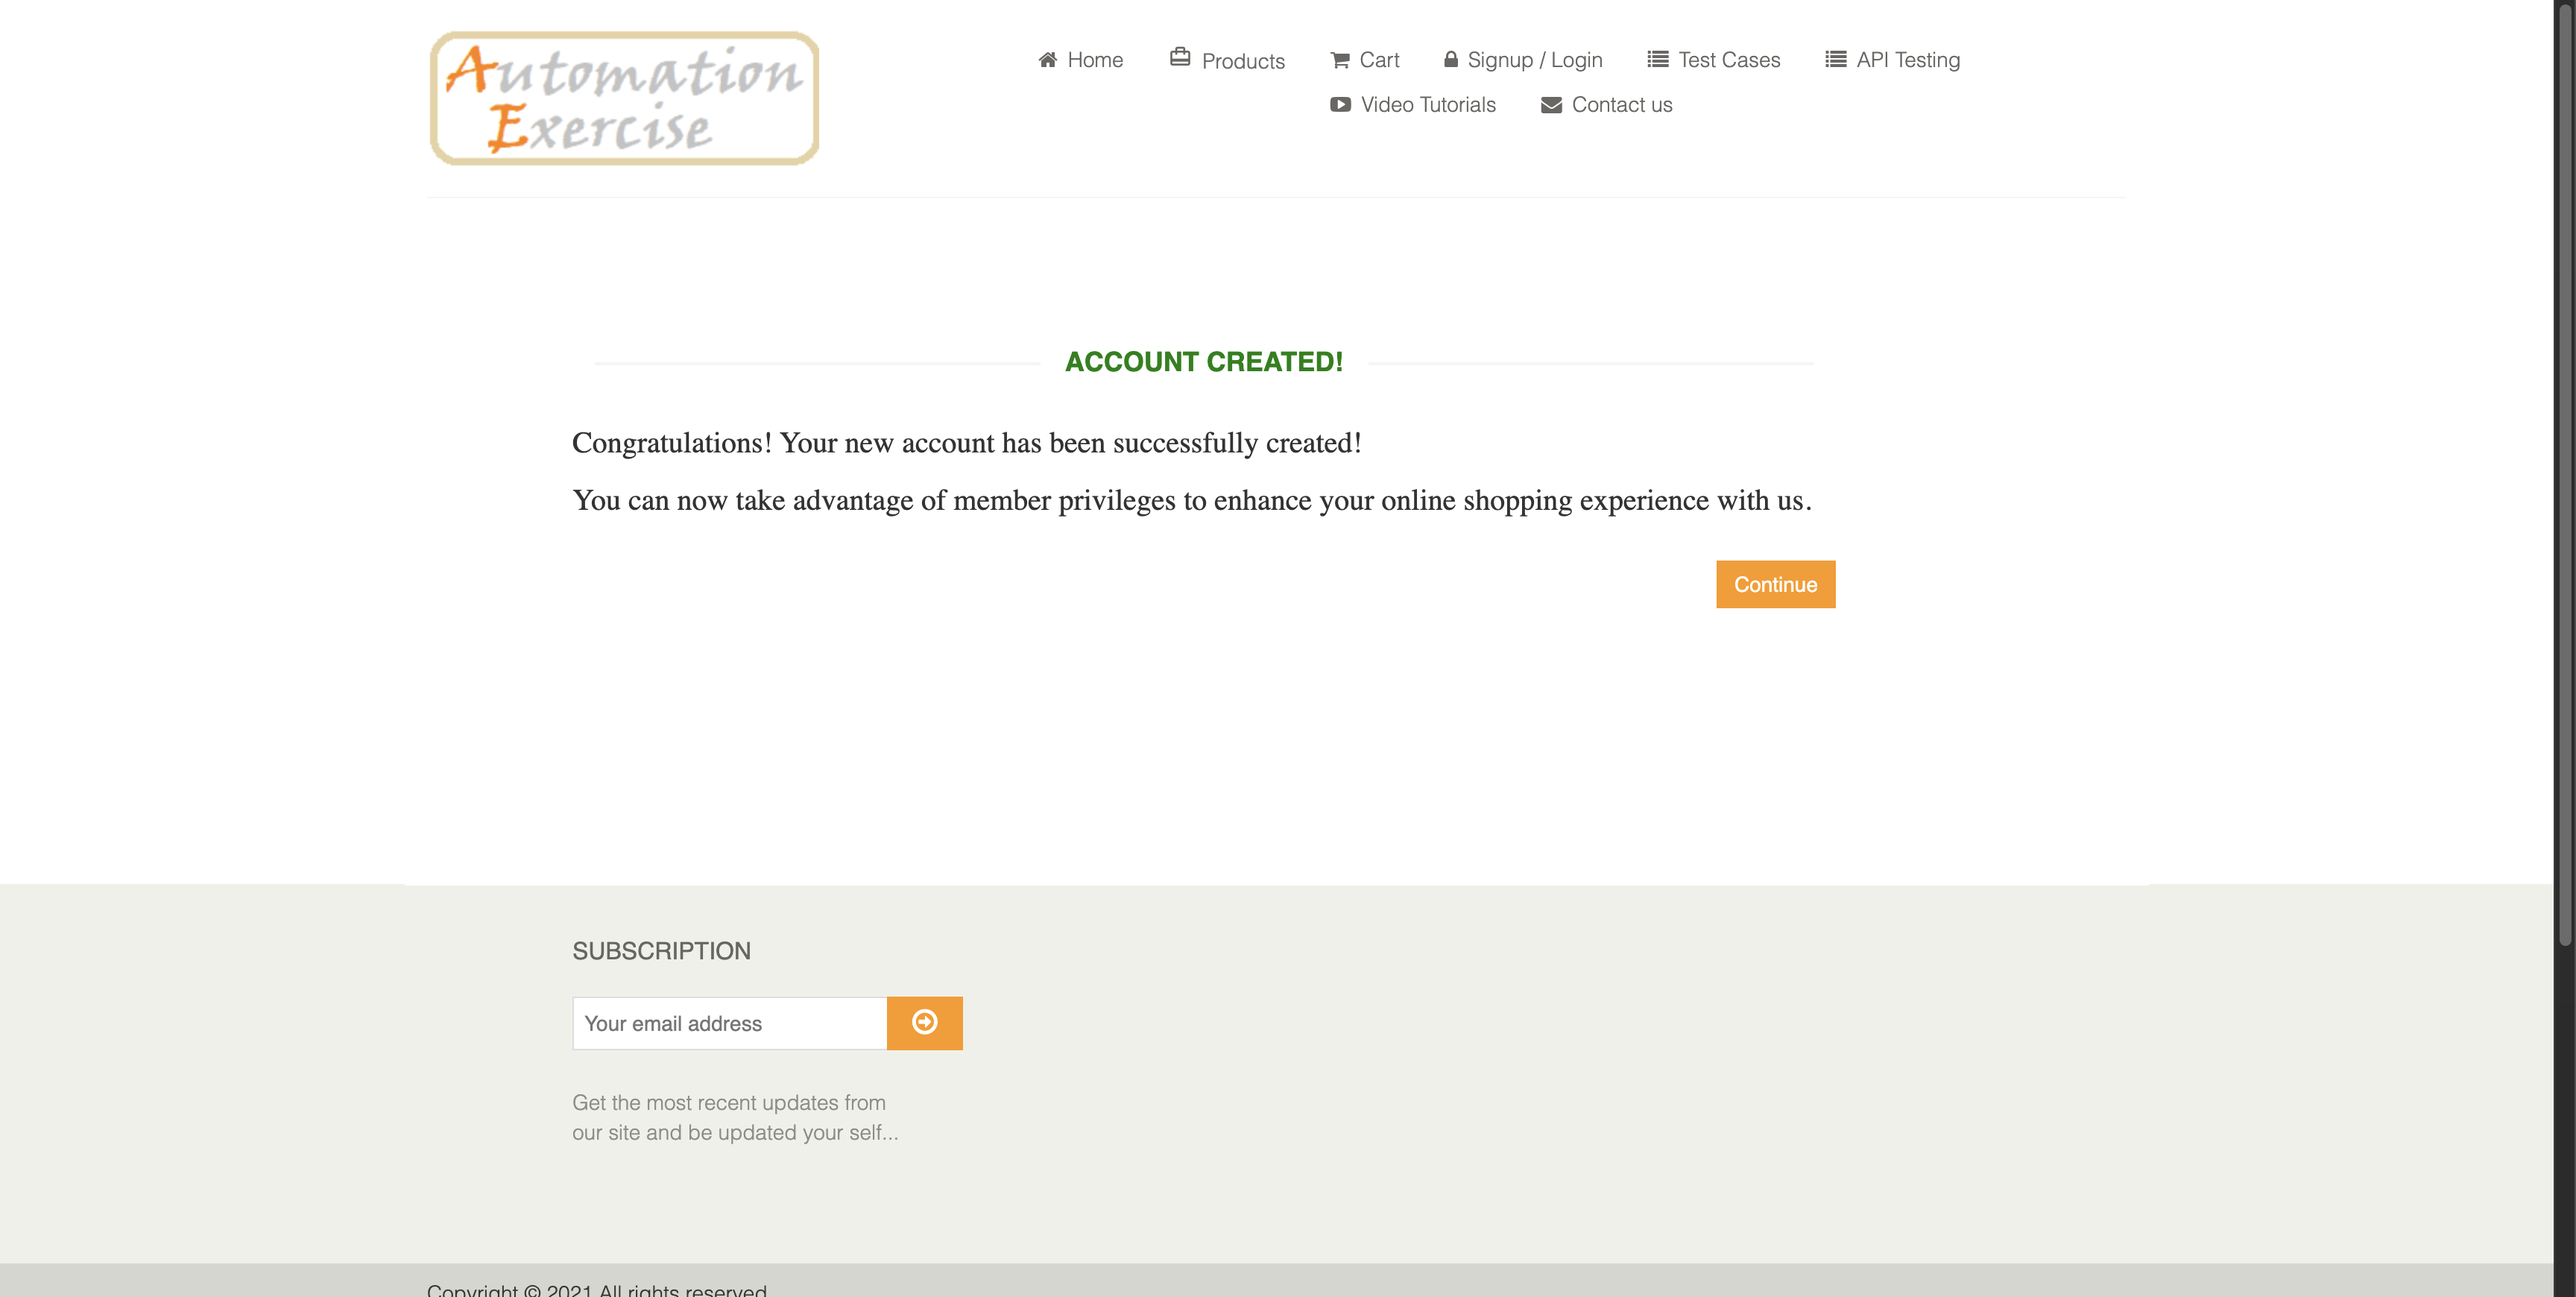 Automation
Exercise
Home
Products
Cart
Signup / Login
Test Cases
API Testing
Video Tutorials
Contact us
ACCOUNT CREATED!
Congratulations! Your new account has been successfully created!
You can now take advantage of member privileges to enhance your online shopping experience with us.
Continue
SUBSCRIPTION
Your email address
Get the most recent updates from
our site and be updated your self...
Copyright © 2021 All rights reserved